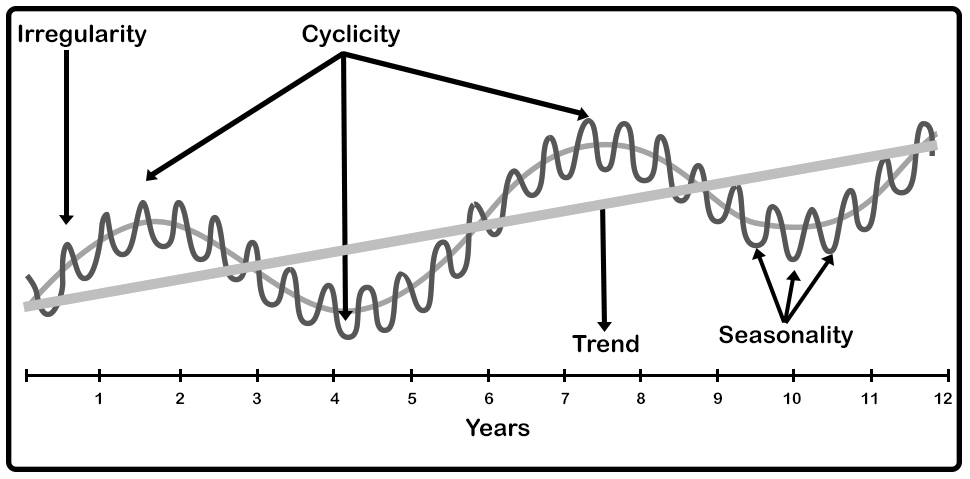 Irregularity
Cyclicity
Trend
Seasonality
1 2 3 4 5 6 7 8 9 10 11 12
Years